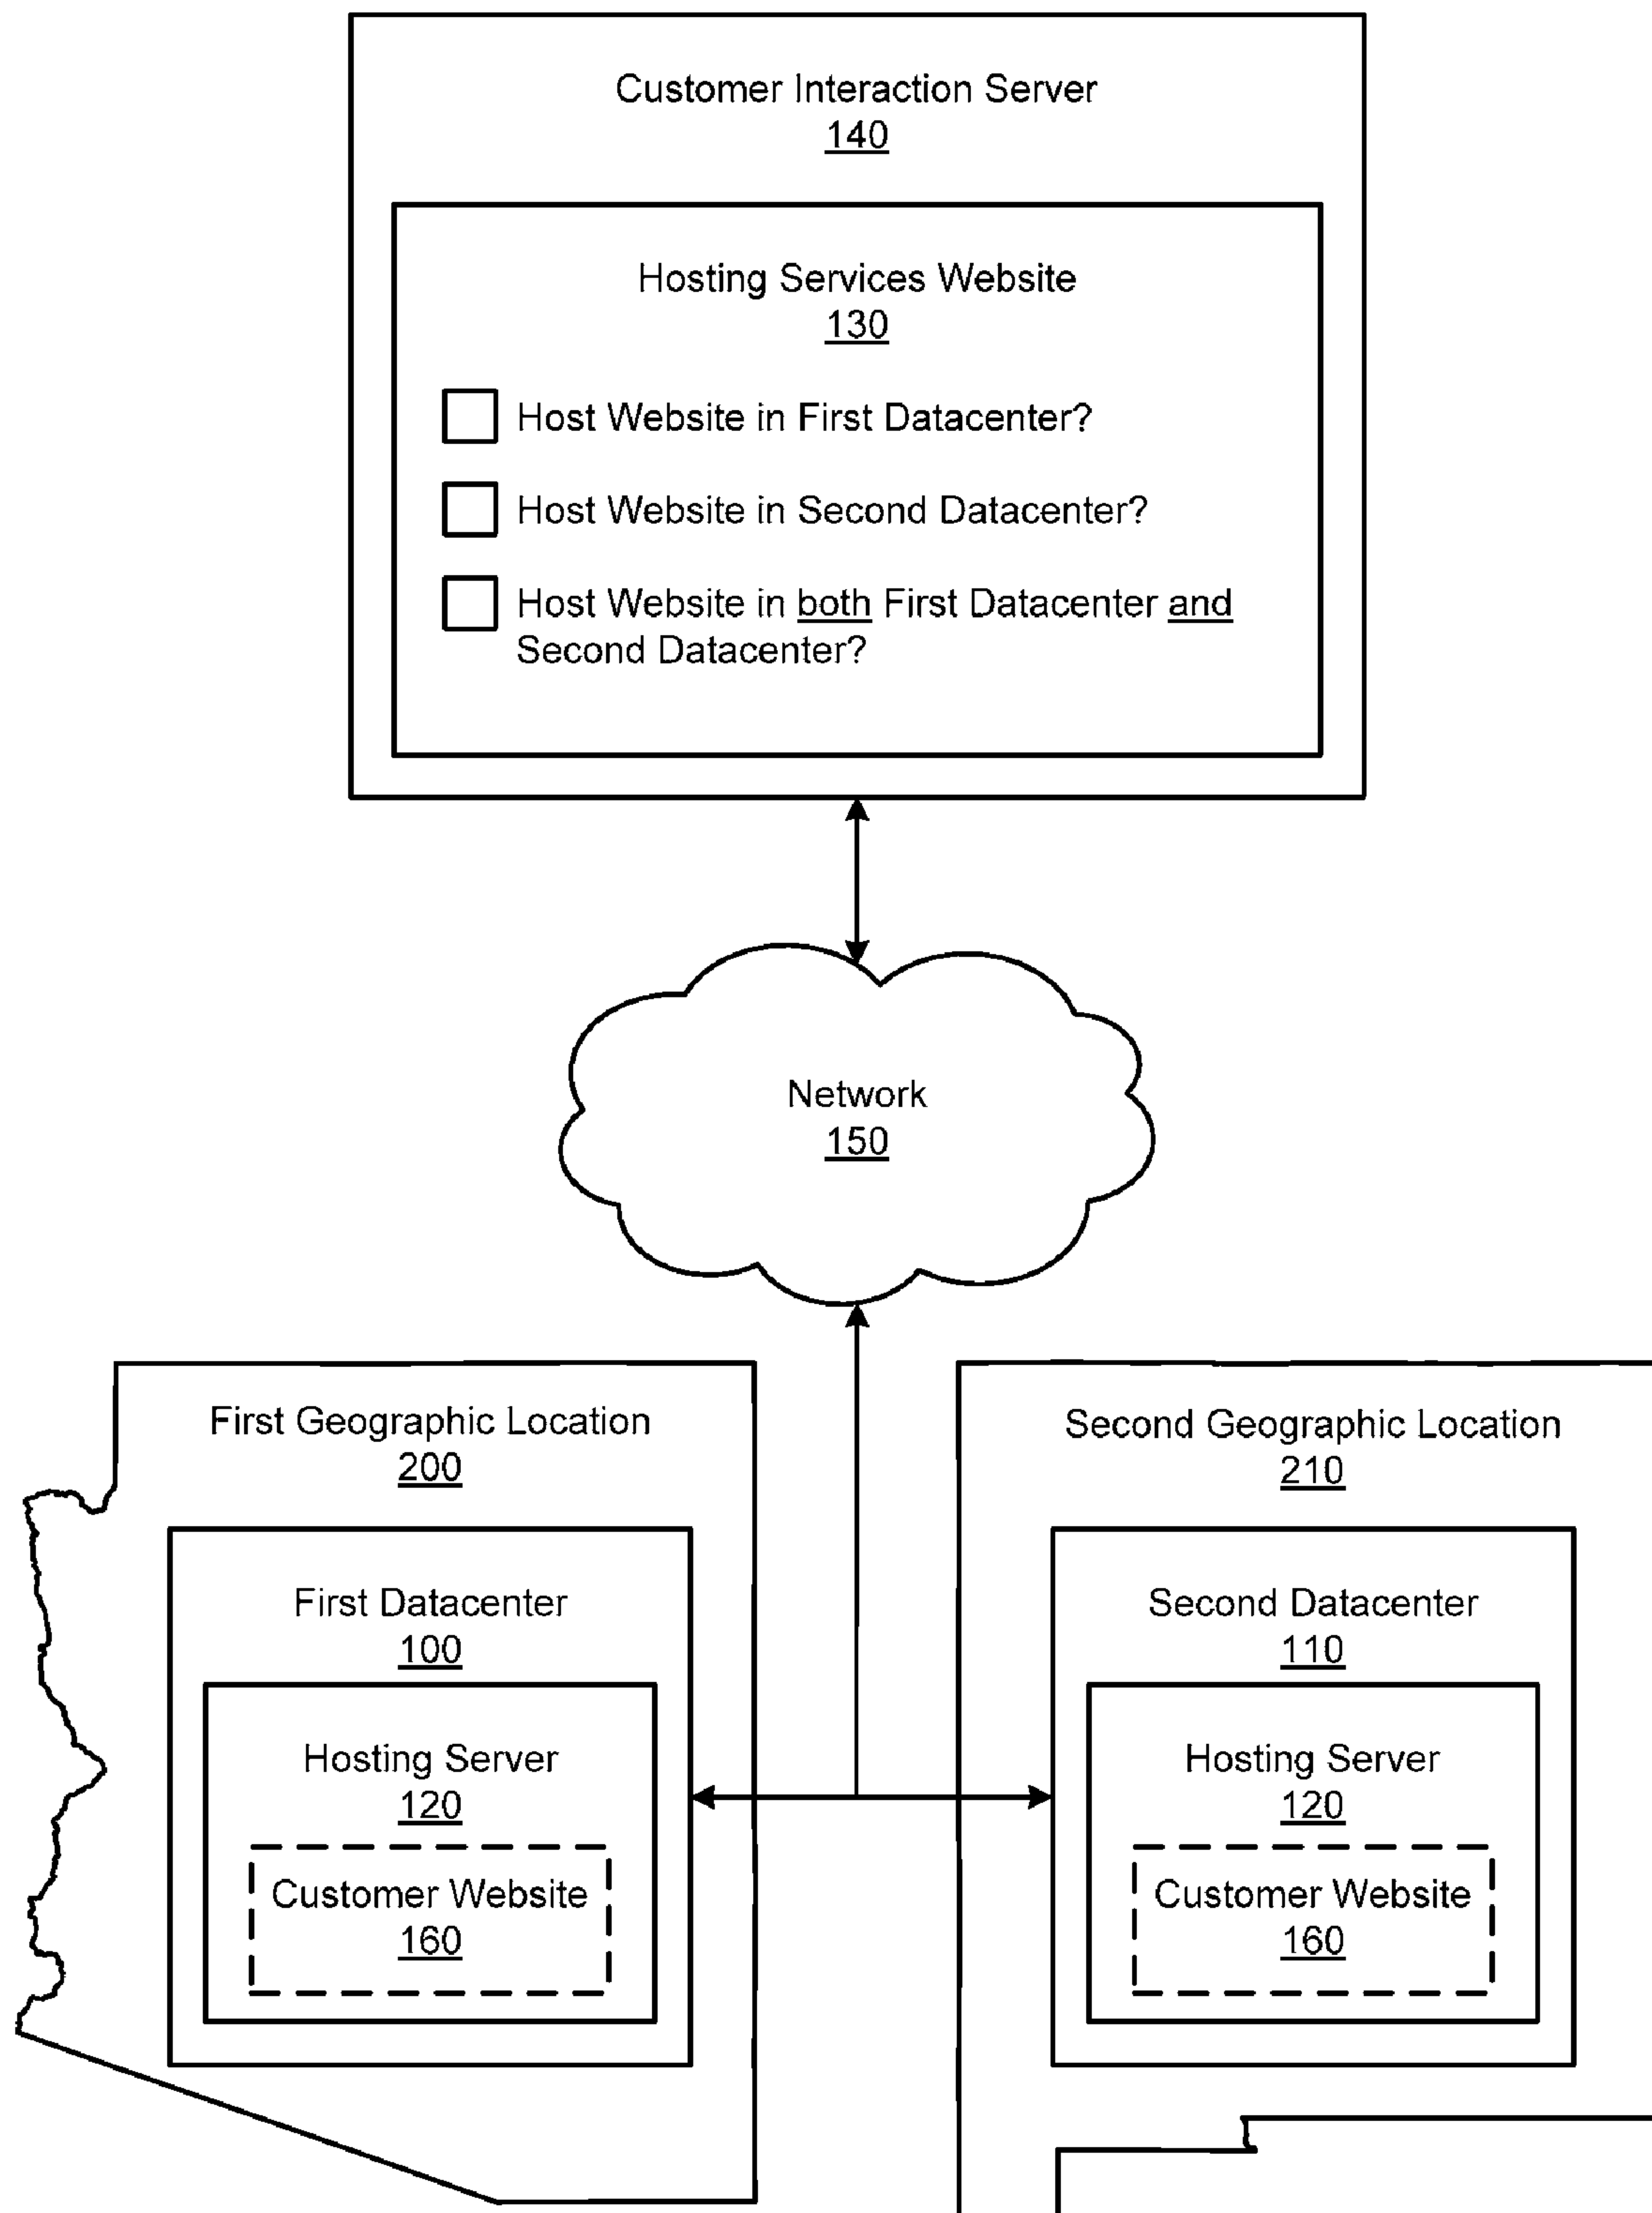 Customer Interaction Server
140
Hosting Services Website
130
Host Website in First Datacenter?
Host Website in Second Datacenter?
Host Website in both First Datacenter and
Second Datacenter?
Network
150
First Geographic Location
200
First Datacenter
100
Hosting Server
120
Customer Website
160
Second Geographic Location
210
Second Datacenter
110
Hosting Server
120
Customer Website
160